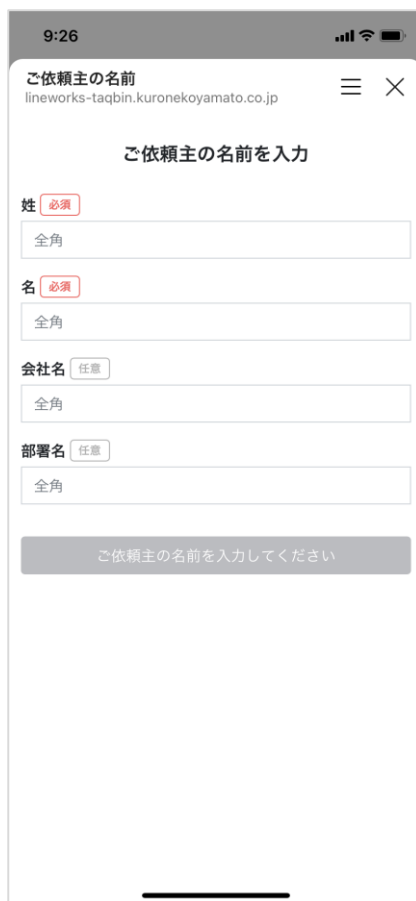 9:26
ご依頼主の名前
lineworks-taqbin.kuronekoyamato.co.jp
ご依頼主の名前を入力
姓 必須
全角
名 必須
全角
会社名 任意
全角
部署名 任意
全角
ご依頼主の名前を入力してください